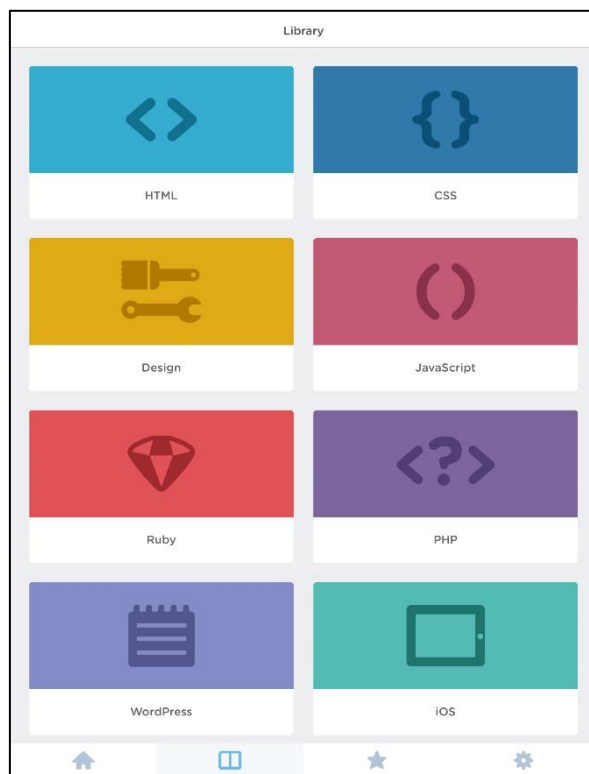 Library
HTML
CSS
Design
JavaScript
Ruby
PHP
WordPress
iOS